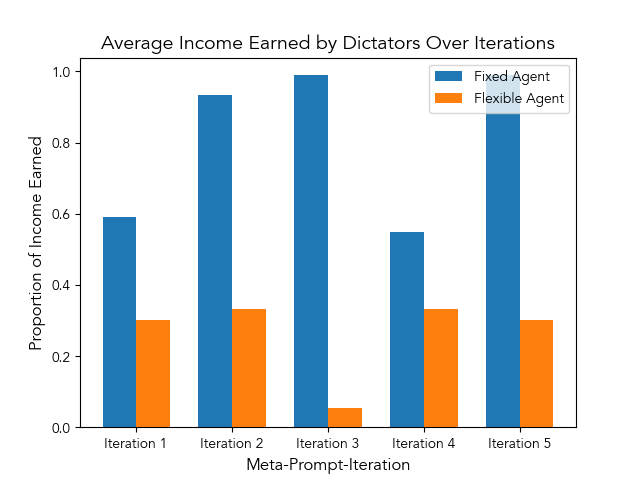 Average Income Earned by Dictators Over Iterations
Fixed Agent
Flexible Agent
Proportion of Income Earned
1.0
0.8
0.6
0.4
0.2
0.0
Iteration 1 Iteration 2 Iteration 3 Iteration 4 Iteration 5
Meta-Prompt-Iteration